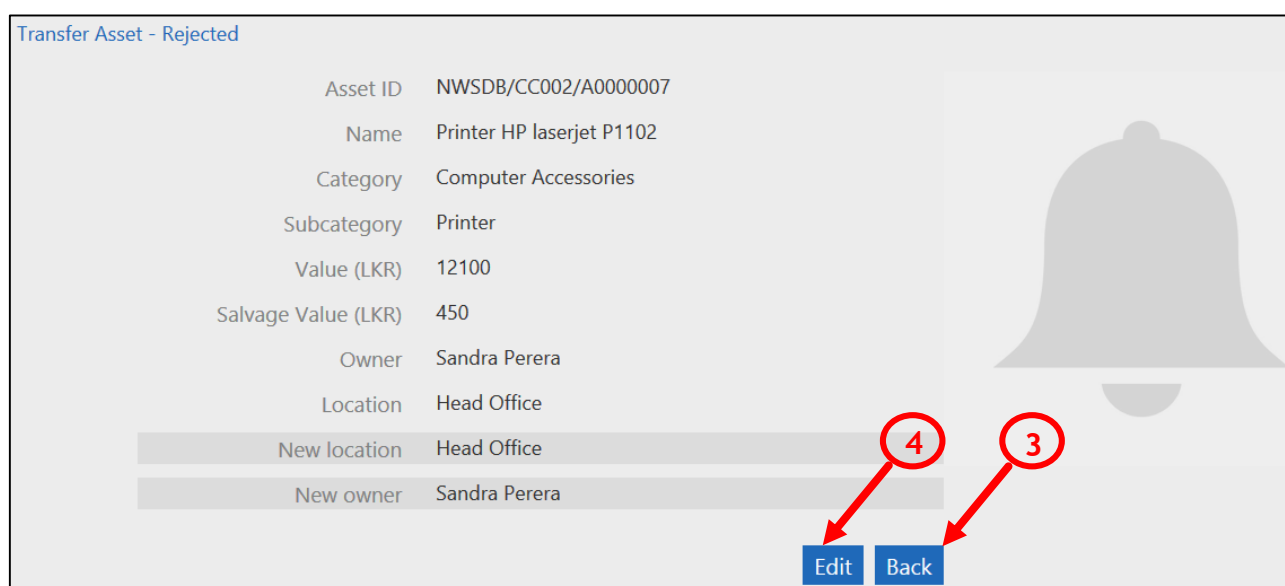 Transfer Asset - Rejected
Asset ID NWSDB/CC002/A0000007
Name Printer HP laserjet P1102
Category Computer Accessories
Subcategory Printer
Value (LKR) 12100
Salvage Value (LKR) 450
Owner Sandra Perera
Location Head Office
New location Head Office
New owner Sandra Perera
4 3
Edit Back